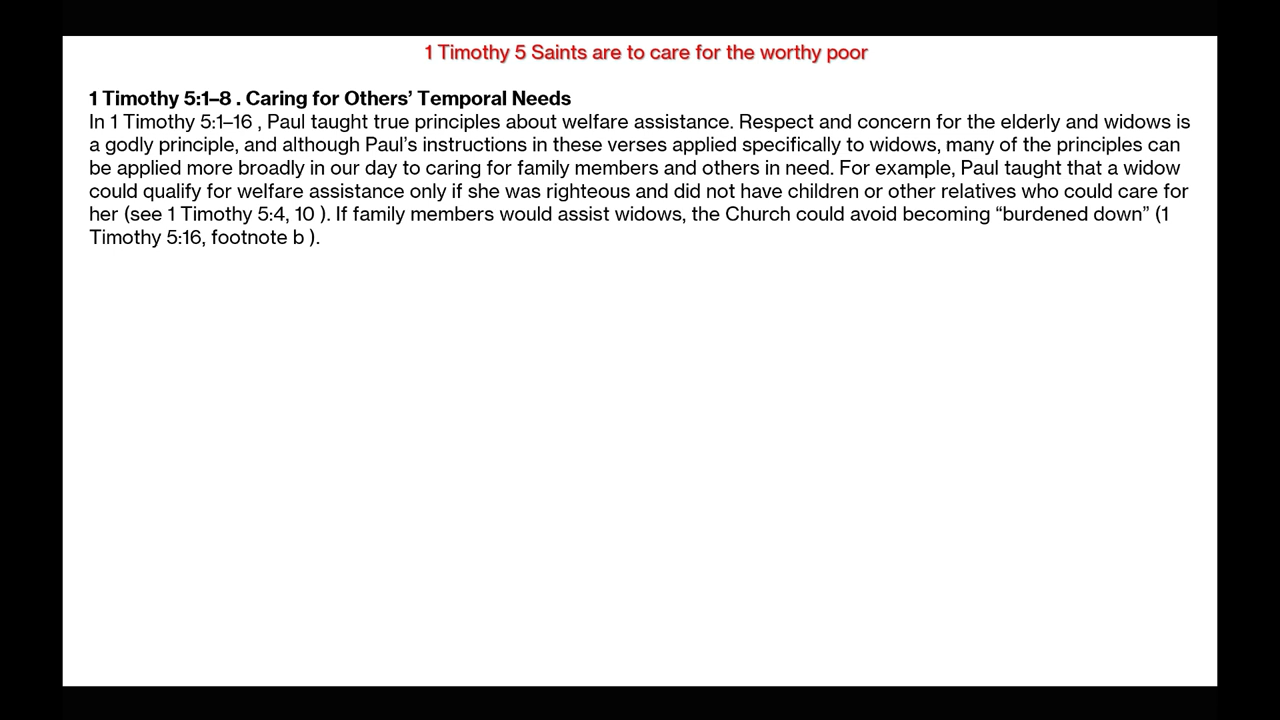 1 Timothy 5 Saints are to care for the worthy poor
1 Timothy 5:1–8 . Caring for Others’ Temporal Needs
In 1 Timothy 5:1–16 , Paul taught true principles about welfare assistance. Respect and concern for the elderly and widows is
a godly principle, and although Paul’s instructions in these verses applied specifically to widows, many of the principles can
be applied more broadly in our day to caring for family members and others in need. For example, Paul taught that a widow
could qualify for welfare assistance only if she was righteous and did not have children or other relatives who could care for
her (see 1 Timothy 5:4, 10 ). If family members would assist widows, the Church could avoid becoming “burdened down” (1
Timothy 5:16, footnote b ).